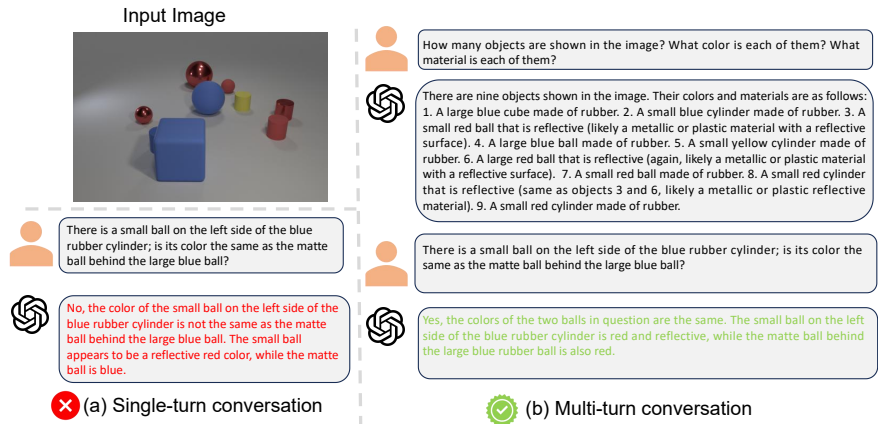 Input Image
How many objects are shown in the image? What color is each of them? What
material is each of them?
There are nine objects shown in the image. Their colors and materials are as follows:
1. A large blue cube made of rubber. 2. A small blue cylinder made of rubber. 3. A
small red ball that is reflective (likely a metallic or plastic material with a reflective
surface). 4. A large blue ball made of rubber. 5. A small yellow cylinder made of
rubber. 6. A large red ball that is reflective (again, likely a metallic or plastic material
with a reflective surface). 7. A small red ball made of rubber. 8. A small red cylinder
that is reflective (same as objects 3 and 6, likely a metallic or plastic reflective
material). 9. A small red cylinder made of rubber.
There is a small ball on the left side of the blue
rubber cylinder; is its color the same as the matte
ball behind the large blue ball?
No, the color of the small ball on the left side of the
blue rubber cylinder is not the same as the matte
ball behind the large blue ball. The small ball
appears to be a reflective red color, while the matte
ball is blue.
(a) Single-turn conversation
There is a small ball on the left side of the blue rubber cylinder; is its color the
same as the matte ball behind the large blue ball?
Yes, the colors of the two balls in question are the same. The small ball on the left
side of the blue rubber cylinder is red and reflective, while the matte ball behind
the large blue rubber ball is also red.
(b) Multi-turn conversation